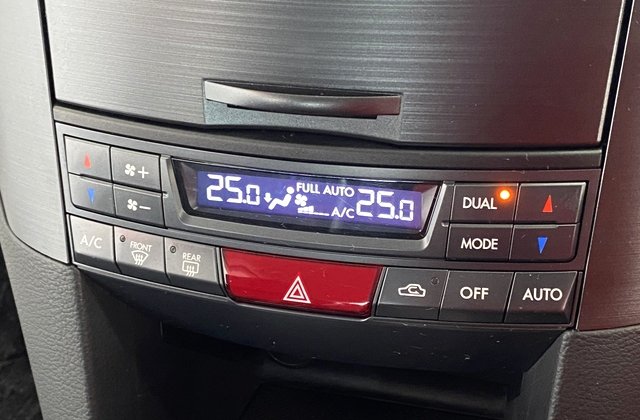 25.0 FULL AUTO 25.0
A/C
DUAL
MODE
A/C FRONT REAR OFF AUTO